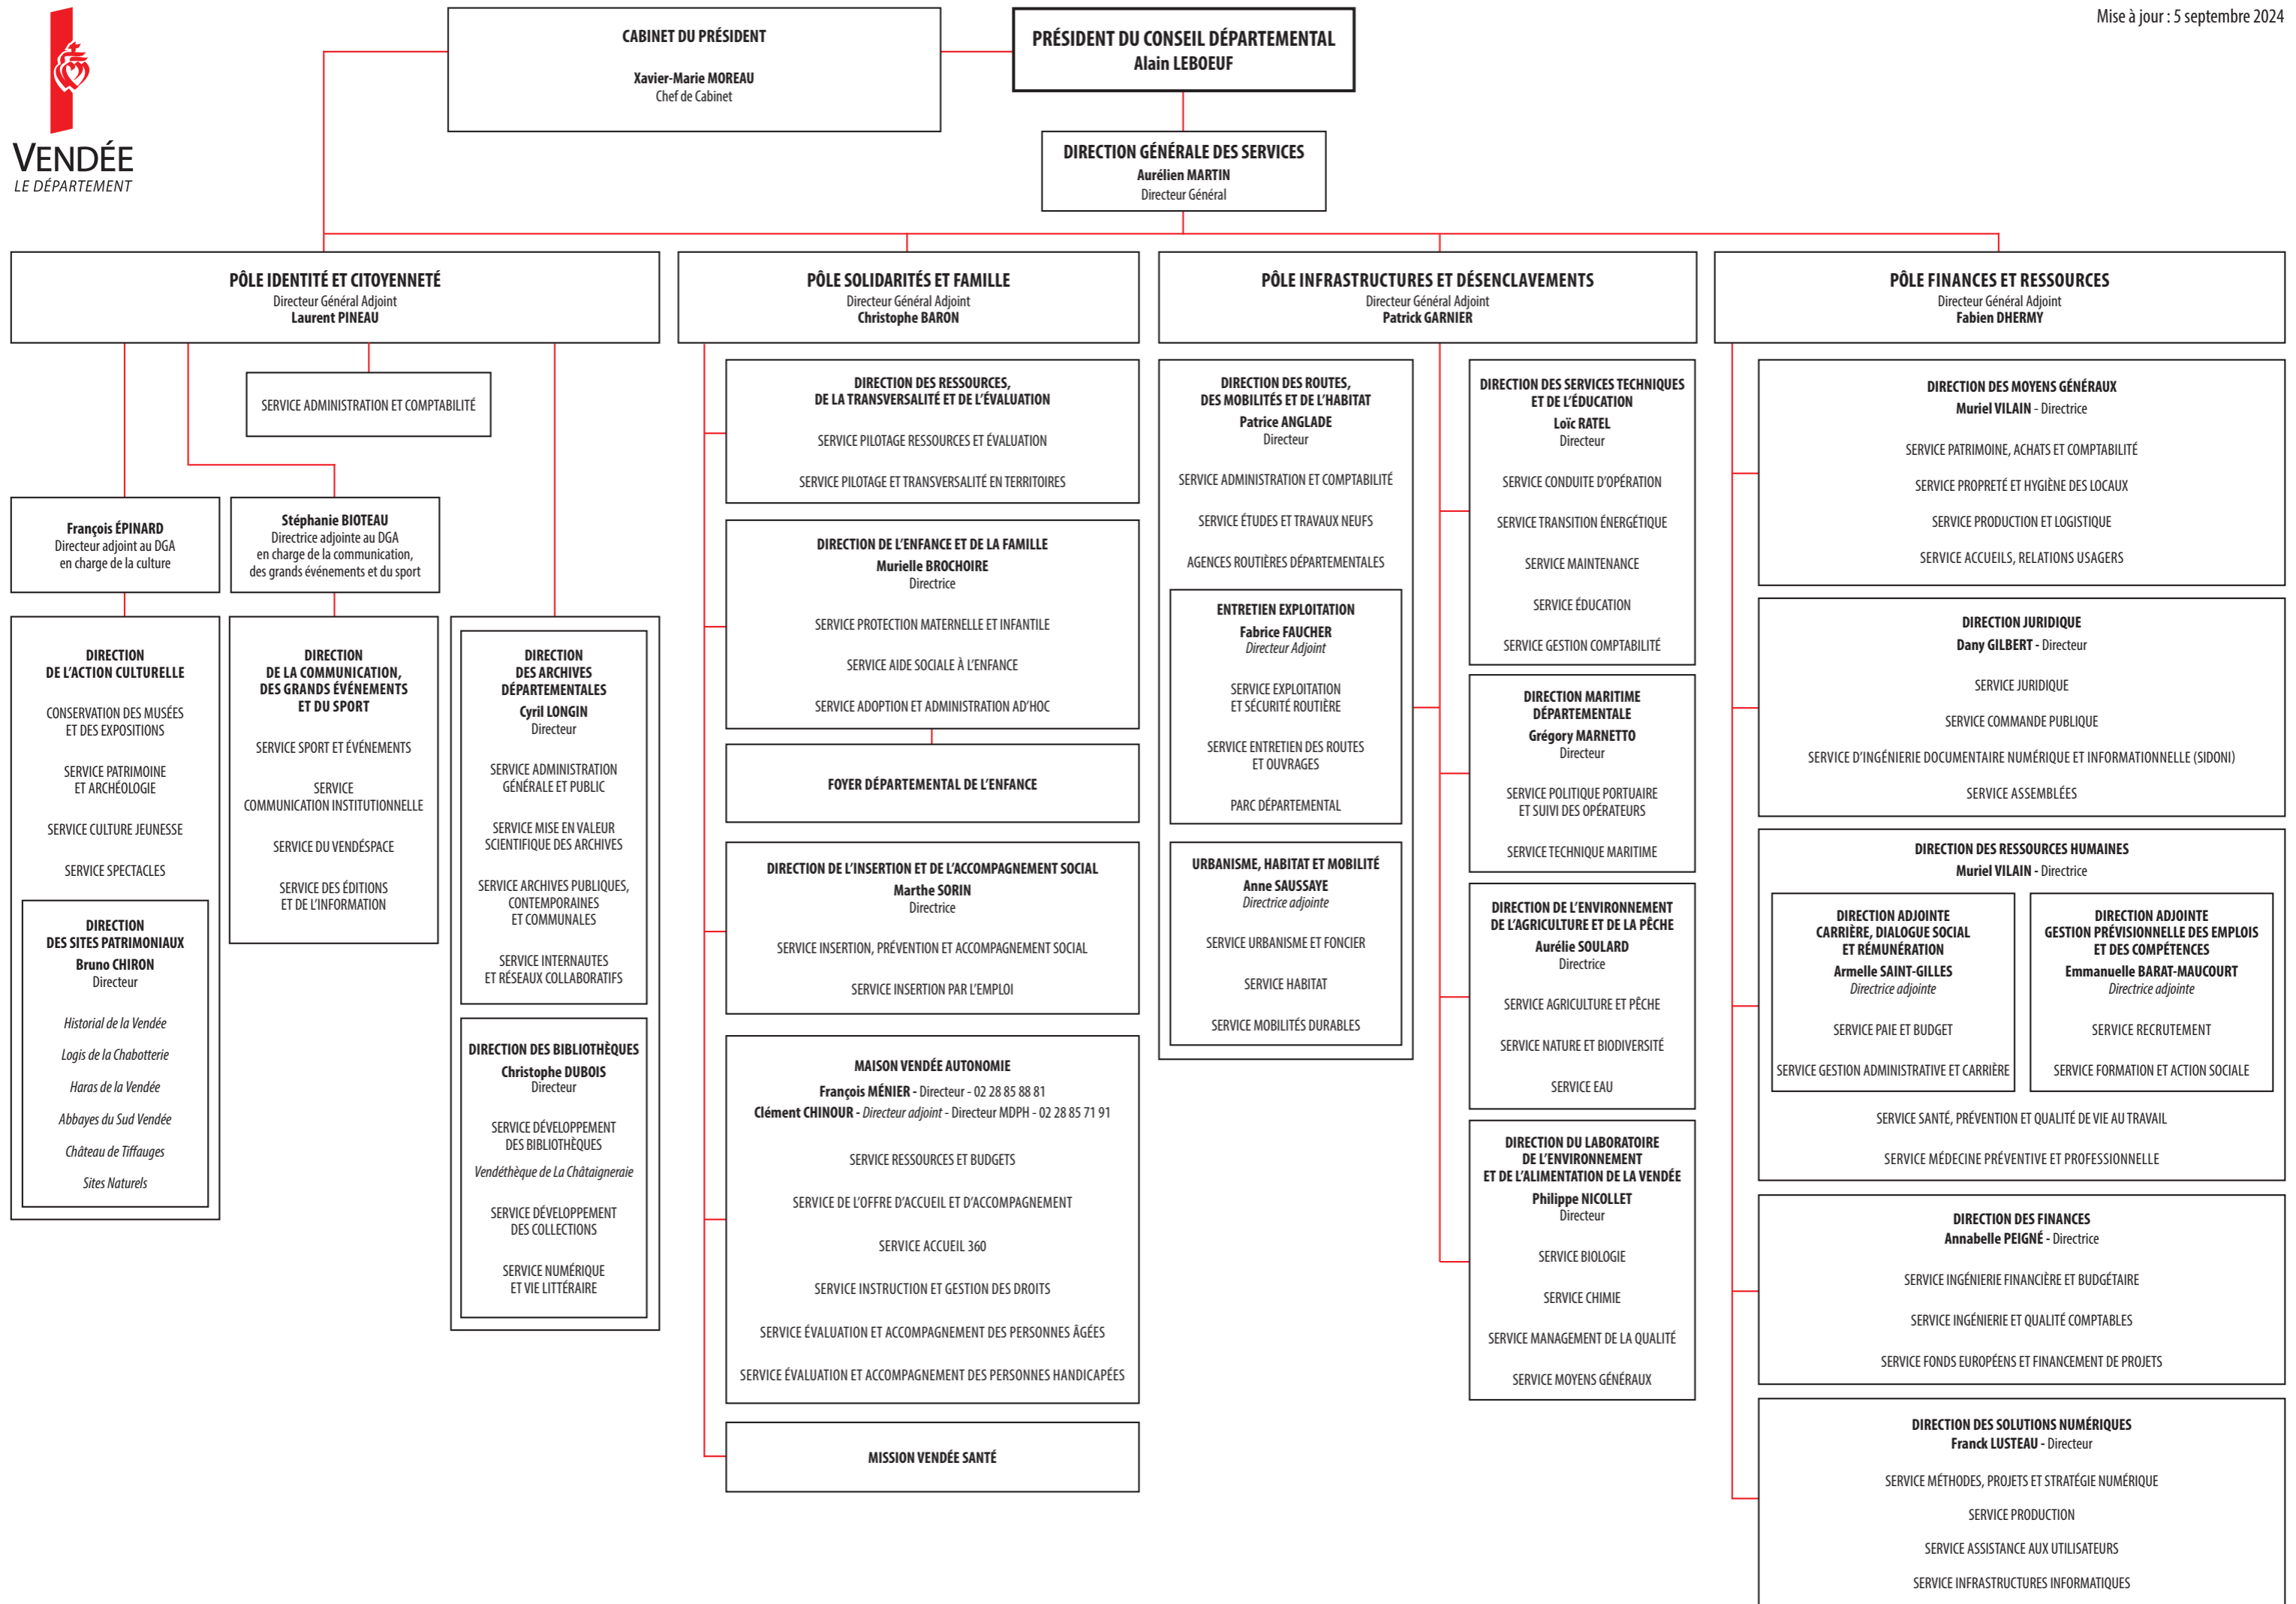 Mise à jour : 5 septembre 2024
VENDÉE
LE DÉPARTEMENT
CABINET DU PRÉSIDENT
Xavier-Marie MOREAU
Chef de Cabinet
PRÉSIDENT DU CONSEIL DÉPARTEMENTAL
Alain LEBOEUF
DIRECTION GÉNÉRALE DES SERVICES
Aurélien MARTIN
Directeur Général
PÔLE IDENTITÉ ET CITOYENNETÉ
Directeur Général Adjoint
Laurent PINEAU
SERVICE ADMINISTRATION ET COMPTABILITÉ
François ÉPINARD
Directeur adjoint au DGA
en charge de la culture
Stéphanie BIOTEAU
Directrice adjointe au DGA
en charge de la communication,
des grands événements et du sport
DIRECTION
DE L'ACTION CULTURELLE
CONSERVATION DES MUSÉES
ET DES EXPOSITIONS
SERVICE PATRIMOINE
ET ARCHÉOLOGIE
SERVICE CULTURE JEUNESSE
SERVICE SPECTACLES
DIRECTION
DES SITES PATRIMONIAUX
Bruno CHIRON
Directeur
Historial de la Vendée
Logis de la Chabotterie
Haras de la Vendée
Abbayes du Sud Vendée
Château de Tiffauges
Sites Naturels
DIRECTION
DE LA COMMUNICATION,
DES GRANDS ÉVÉNEMENTS
ET DU SPORT
SERVICE SPORT ET ÉVÉNEMENTS
SERVICE
COMMUNICATION INSTITUTIONNELLE
SERVICE DU VENDÉSPACE
SERVICE DES ÉDITIONS
ET DE L'INFORMATION
DIRECTION
DES ARCHIVES
DÉPARTEMENTALES
Cyril LONGIN
Directeur
SERVICE ADMINISTRATION
GÉNÉRALE ET PUBLIC
SERVICE MISE EN VALEUR
SCIENTIFIQUE DES ARCHIVES
SERVICE ARCHIVES PUBLIQUES,
CONTEMPORAINES
ET COMMUNALES
SERVICE INTERNAUTES
ET RÉSEAUX COLLABORATIFS
DIRECTION DES BIBLIOTHÈQUES
Christophe DUBOIS
Directeur
SERVICE DÉVELOPPEMENT
DES BIBLIOTHÈQUES
Vendéthèque de La Châtaigneraie
SERVICE DÉVELOPPEMENT
DES COLLECTIONS
SERVICE NUMÉRIQUE
ET VIE LITTÉRAIRE
PÔLE SOLIDARITÉS ET FAMILLE
Directeur Général Adjoint
Christophe BARON
DIRECTION DES RESSOURCES,
DE LA TRANSVERSALITÉ ET DE L'ÉVALUATION
SERVICE PILOTAGE RESSOURCES ET ÉVALUATION
SERVICE PILOTAGE ET TRANSVERSALITÉ EN TERRITOIRES
DIRECTION DE L'ENFANCE ET DE LA FAMILLE
Murielle BROCHOIRE
Directrice
SERVICE PROTECTION MATERNELLE ET INFANTILE
SERVICE AIDE SOCIALE À L'ENFANCE
SERVICE ADOPTION ET ADMINISTRATION AD'HOC
FOYER DÉPARTEMENTAL DE L'ENFANCE
DIRECTION DE L'INSERTION ET DE L'ACCOMPAGNEMENT SOCIAL
Marthe SORIN
Directrice
SERVICE INSERTION, PRÉVENTION ET ACCOMPAGNEMENT SOCIAL
SERVICE INSERTION PAR L'EMPLOI
MAISON VENDÉE AUTONOMIE
François MÉNIER - Directeur - 02 28 85 88 81
Clément CHINOUR - Directeur adjoint - Directeur MDPH - 02 28 85 71 91
SERVICE RESSOURCES ET BUDGETS
SERVICE DE L'OFFRE D'ACCUEIL ET D'ACCOMPAGNEMENT
SERVICE ACCUEIL 360
SERVICE INSTRUCTION ET GESTION DES DROITS
SERVICE ÉVALUATION ET ACCOMPAGNEMENT DES PERSONNES ÂGÉES
SERVICE ÉVALUATION ET ACCOMPAGNEMENT DES PERSONNES HANDICAPÉES
MISSION VENDÉE SANTÉ
PÔLE INFRASTRUCTURES ET DÉSENCLAVEMENTS
Directeur Général Adjoint
Patrick GARNIER
DIRECTION DES ROUTES,
DES MOBILITÉS ET DE L'HABITAT
Patrice ANGLADE
Directeur
SERVICE ADMINISTRATION ET COMPTABILITÉ
SERVICE ÉTUDES ET TRAVAUX NEUFS
AGENCES ROUTIÈRES DÉPARTEMENTALES
ENTRETIEN EXPLOITATION
Fabrice FAUCHER
Directeur Adjoint
SERVICE EXPLOITATION
ET SÉCURITÉ ROUTIÈRE
SERVICE ENTRETIEN DES ROUTES
ET OUVRAGES
PARC DÉPARTEMENTAL
URBANISME, HABITAT ET MOBILITÉ
Anne SAUSSAYE
Directrice adjointe
SERVICE URBANISME ET FONCIER
SERVICE HABITAT
SERVICE MOBILITÉS DURABLES
DIRECTION DES SERVICES TECHNIQUES
ET DE L'ÉDUCATION
Loïc RATEL
Directeur
SERVICE CONDUITE D'OPÉRATION
SERVICE TRANSITION ÉNERGÉTIQUE
SERVICE MAINTENANCE
SERVICE ÉDUCATION
SERVICE GESTION COMPTABILITÉ
DIRECTION MARITIME
DÉPARTEMENTALE
Grégory MARNETTO
Directeur
SERVICE POLITIQUE PORTUAIRE
ET SUIVI DES OPÉRATEURS
SERVICE TECHNIQUE MARITIME
DIRECTION DE L'ENVIRONNEMENT
DE L'AGRICULTURE ET DE LA PÊCHE
Aurélie SOULARD
Directrice
SERVICE AGRICULTURE ET PÊCHE
SERVICE NATURE ET BIODIVERSITÉ
SERVICE EAU
DIRECTION DU LABORATOIRE
DE L'ENVIRONNEMENT
ET DE L'ALIMENTATION DE LA VENDÉE
Philippe NICOLLET
Directeur
SERVICE BIOLOGIE
SERVICE CHIMIE
SERVICE MANAGEMENT DE LA QUALITÉ
SERVICE MOYENS GÉNÉRAUX
PÔLE FINANCES ET RESSOURCES
Directeur Général Adjoint
Fabien DHERMY
DIRECTION DES MOYENS GÉNÉRAUX
Muriel VILAIN - Directrice
SERVICE PATRIMOINE, ACHATS ET COMPTABILITÉ
SERVICE PROPRETÉ ET HYGIÈNE DES LOCAUX
SERVICE PRODUCTION ET LOGISTIQUE
SERVICE ACCUEILS, RELATIONS USAGERS
DIRECTION JURIDIQUE
Dany GILBERT - Directeur
SERVICE JURIDIQUE
SERVICE COMMANDE PUBLIQUE
SERVICE D'INGÉNIERIE DOCUMENTAIRE NUMÉRIQUE ET INFORMATIONNELLE (SIDONI)
SERVICE ASSEMBLÉES
DIRECTION DES RESSOURCES HUMAINES
Muriel VILAIN - Directrice
DIRECTION ADJOINTE
CARRIÈRE, DIALOGUE SOCIAL
ET RÉMUNÉRATION
Armelle SAINT-GILLES
Directrice adjointe
SERVICE PAIE ET BUDGET
SERVICE GESTION ADMINISTRATIVE ET CARRIÈRE
DIRECTION ADJOINTE
GESTION PRÉVISIONNELLE DES EMPLOIS
ET DES COMPÉTENCES
Emmanuelle BARAT-MAUCOURT
Directrice adjointe
SERVICE RECRUTEMENT
SERVICE FORMATION ET ACTION SOCIALE
SERVICE SANTÉ, PRÉVENTION ET QUALITÉ DE VIE AU TRAVAIL
SERVICE MÉDECINE PRÉVENTIVE ET PROFESSIONNELLE
DIRECTION DES FINANCES
Annabelle PEIGNÉ - Directrice
SERVICE INGÉNIERIE FINANCIÈRE ET BUDGÉTAIRE
SERVICE INGÉNIERIE ET QUALITÉ COMPTABLES
SERVICE FONDS EUROPÉENS ET FINANCEMENT DE PROJETS
DIRECTION DES SOLUTIONS NUMÉRIQUES
Franck LUSTEAU - Directeur
SERVICE MÉTHODES, PROJETS ET STRATÉGIE NUMÉRIQUE
SERVICE PRODUCTION
SERVICE ASSISTANCE AUX UTILISATEURS
SERVICE INFRASTRUCTURES INFORMATIQUES